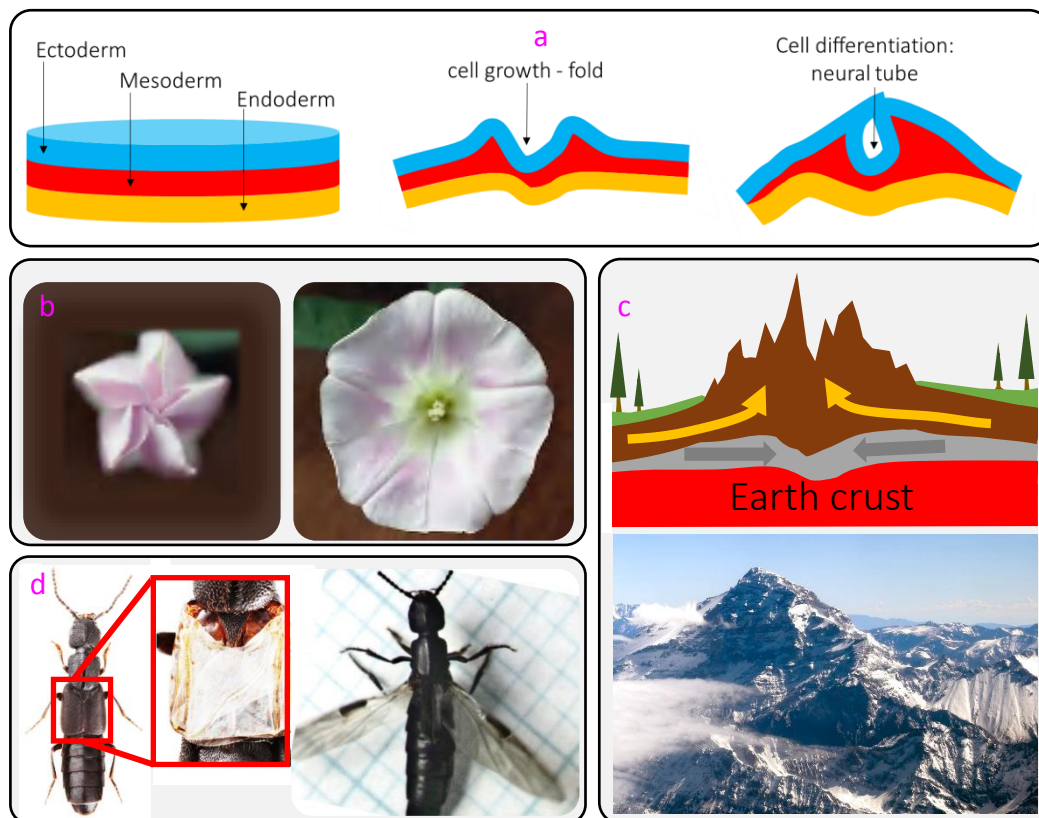 a
Ectoderm
Mesoderm
Endoderm
cell growth - fold
Cell differentiation:
neural tube
b
c
Earth crust
d